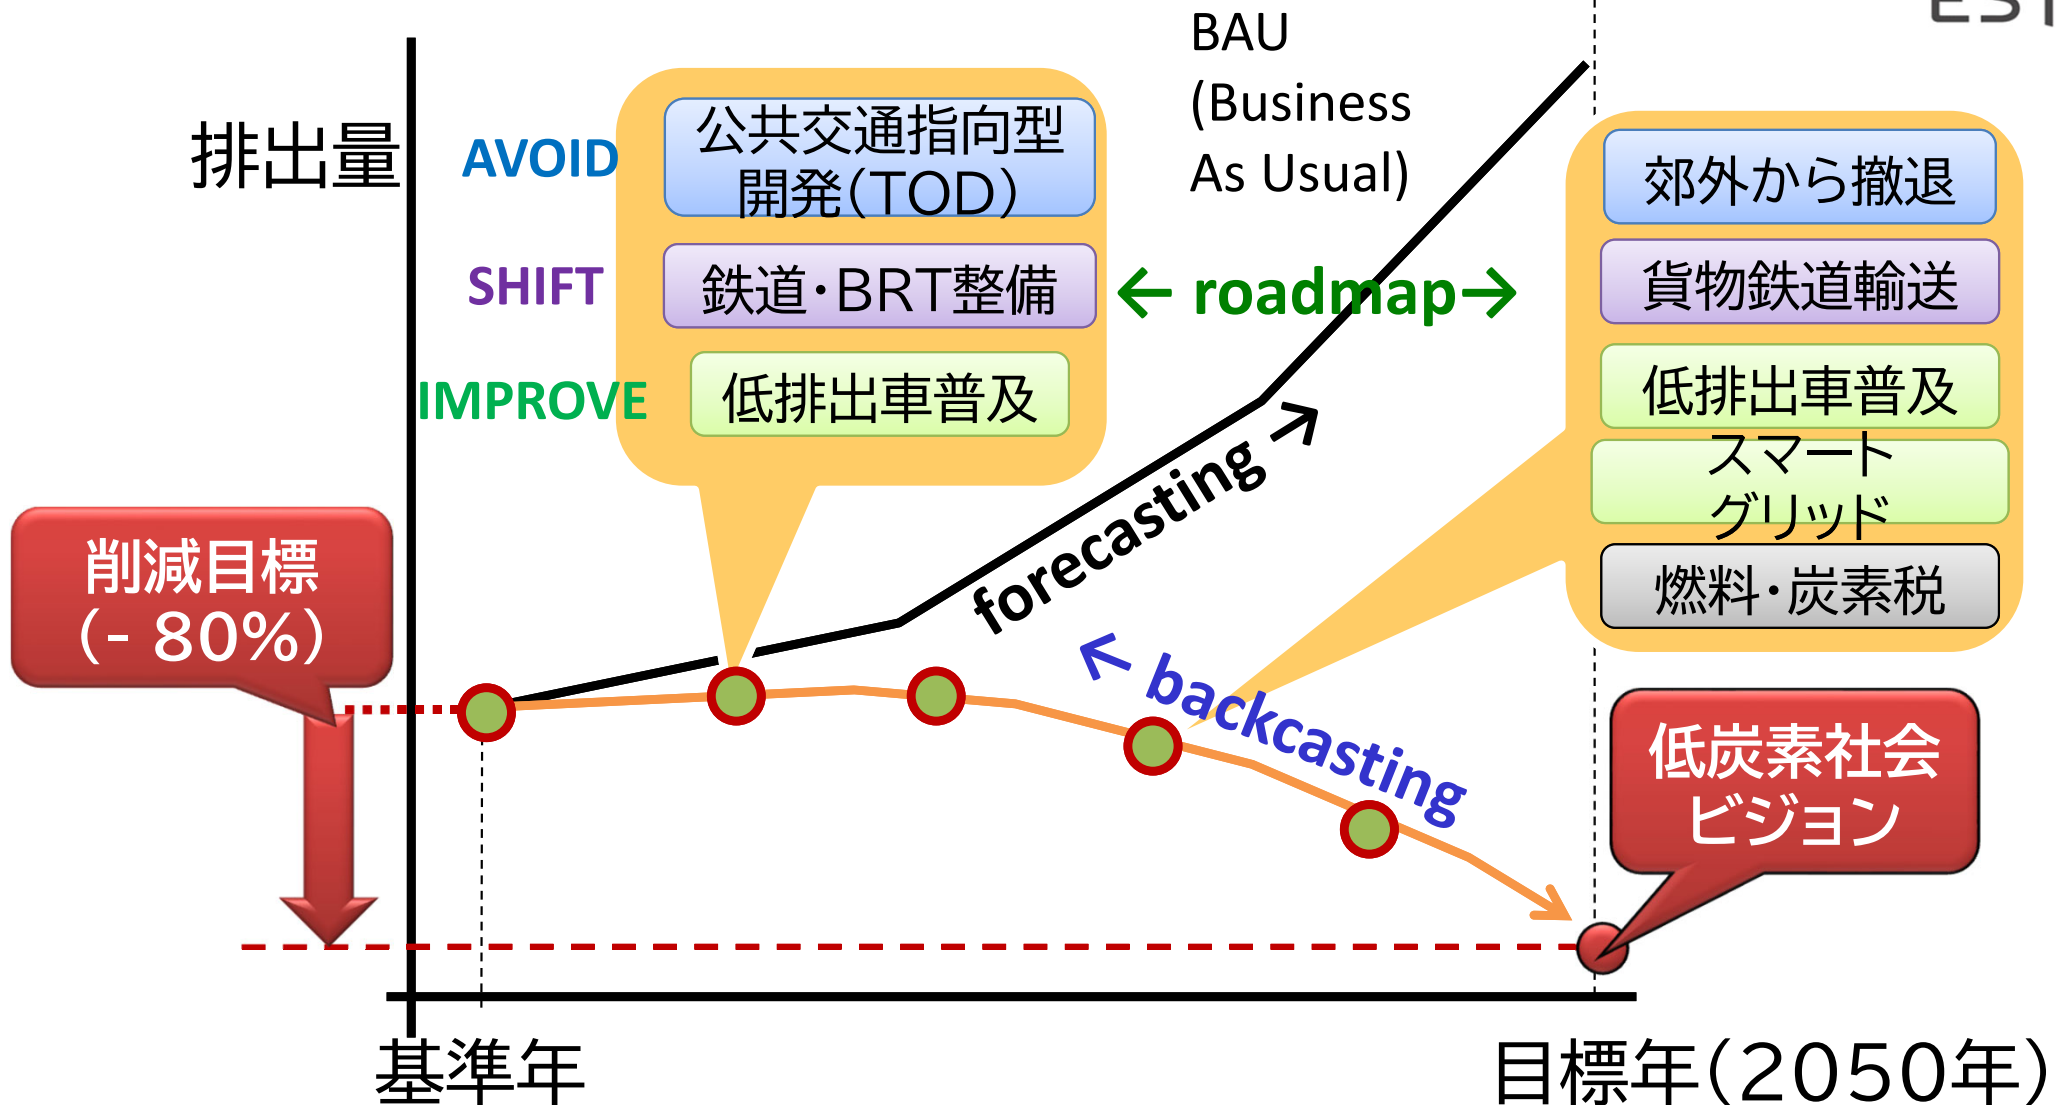 EST
BAU
(Business
As Usual)
排出量
AVOID
公共交通指向型
開発(TOD)
SHIFT
鉄道・BRT整備
IMPROVE
低排出車普及
← roadmap→
郊外から撤退
貨物鉄道輸送
低排出車普及
スマート
グリッド
燃料・炭素税
forecasting →
← backcasting
削減目標
(- 80%)
低炭素社会
ビジョン
基準年
目標年(2050年)